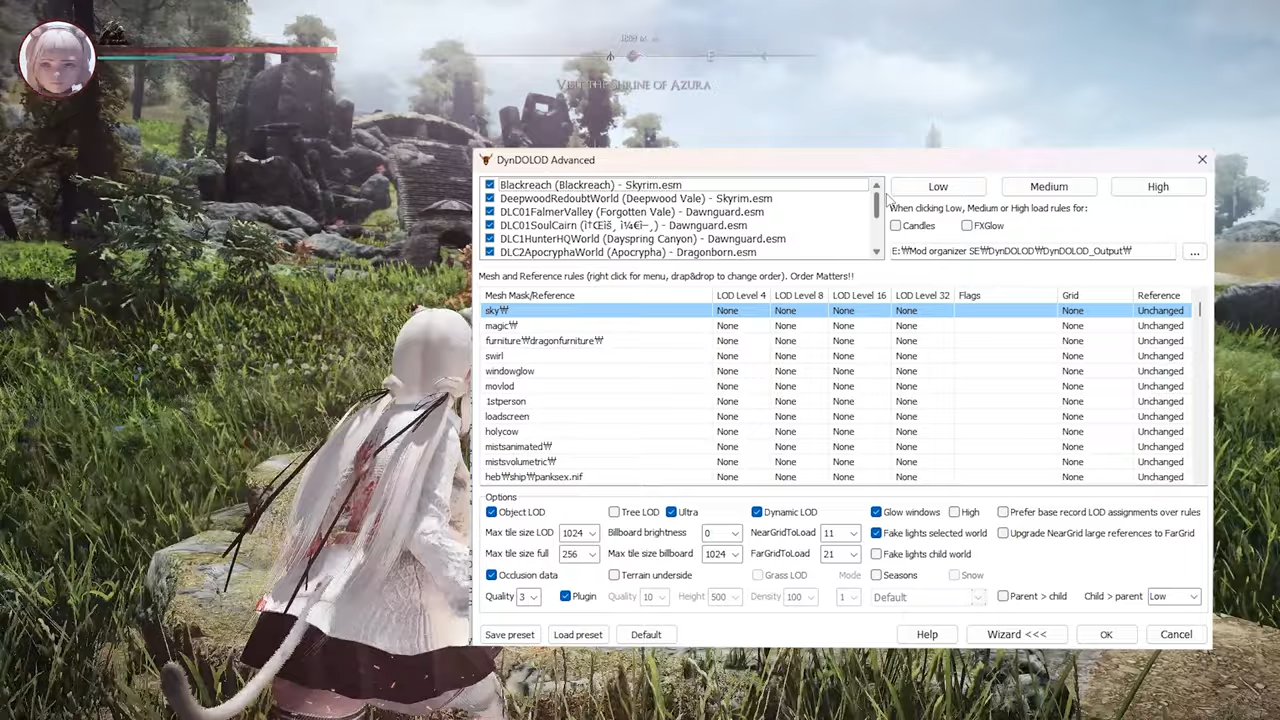 VISIT THE SHRINE OF AZURA
DynDOLOD Advanced
Blackreach (Blackreach) - Skyrim.esm
DeepwoodRedoubtWorld (Deepwood Vale) - Skyrim.esm
DLC01FalmerValley (Forgotten Vale) - Dawnguard.esm
DLC01SoulCairn - Dawnguard.esm
DLC1HunterHQWorld (Dayspring Canyon) - Dawnguard.esm
DLC2ApocryphaWorld (Apocrypha) - Dragonborn.esm
Low Medium High
When clicking Low, Medium or High load rules for:
Candles FXGlow
E:₩Mod organizer SE₩DynDOLOD₩DynDOLOD_Output₩ ...
Mesh and Reference rules (right click for menu, drap&drop to change order). Order Matters!!
Mesh Mask/Reference LOD Level 4 LOD Level 8 LOD Level 16 LOD Level 32 Flags Grid Reference
sky₩ None None None None None Unchanged
magic₩ None None None None None Unchanged
furniture₩dragonfurniture₩ None None None None None Unchanged
swirl None None None None None Unchanged
windowglow None None None None None Unchanged
movlod None None None None None Unchanged
1stperson None None None None None Unchanged
loadscreen None None None None None Unchanged
holycow None None None None None Unchanged
mistsanimated₩ None None None None None Unchanged
mistsvolumetric₩ None None None None None Unchanged
heb₩ship₩panksex.nif None None None None None Unchanged
Options
Object LOD Tree LOD Ultra Dynamic LOD Glow windows High Prefer base record LOD assignments over rules
Max tile size LOD 1024 Billboard brightness 0 NearGridToLoad 11 Fake lights selected world Upgrade NearGrid large references to FarGrid
Max tile size full 256 Max tile size billboard 1024 FarGridToLoad 21 Fake lights child world
Occlusion data Terrain underside Grass LOD Mode Seasons Snow
Quality 3 Plugin Quality 10 Height 500 Density 100 1 Default Parent > child Child > parent Low
Save preset Load preset Default Help Wizard <<< OK Cancel